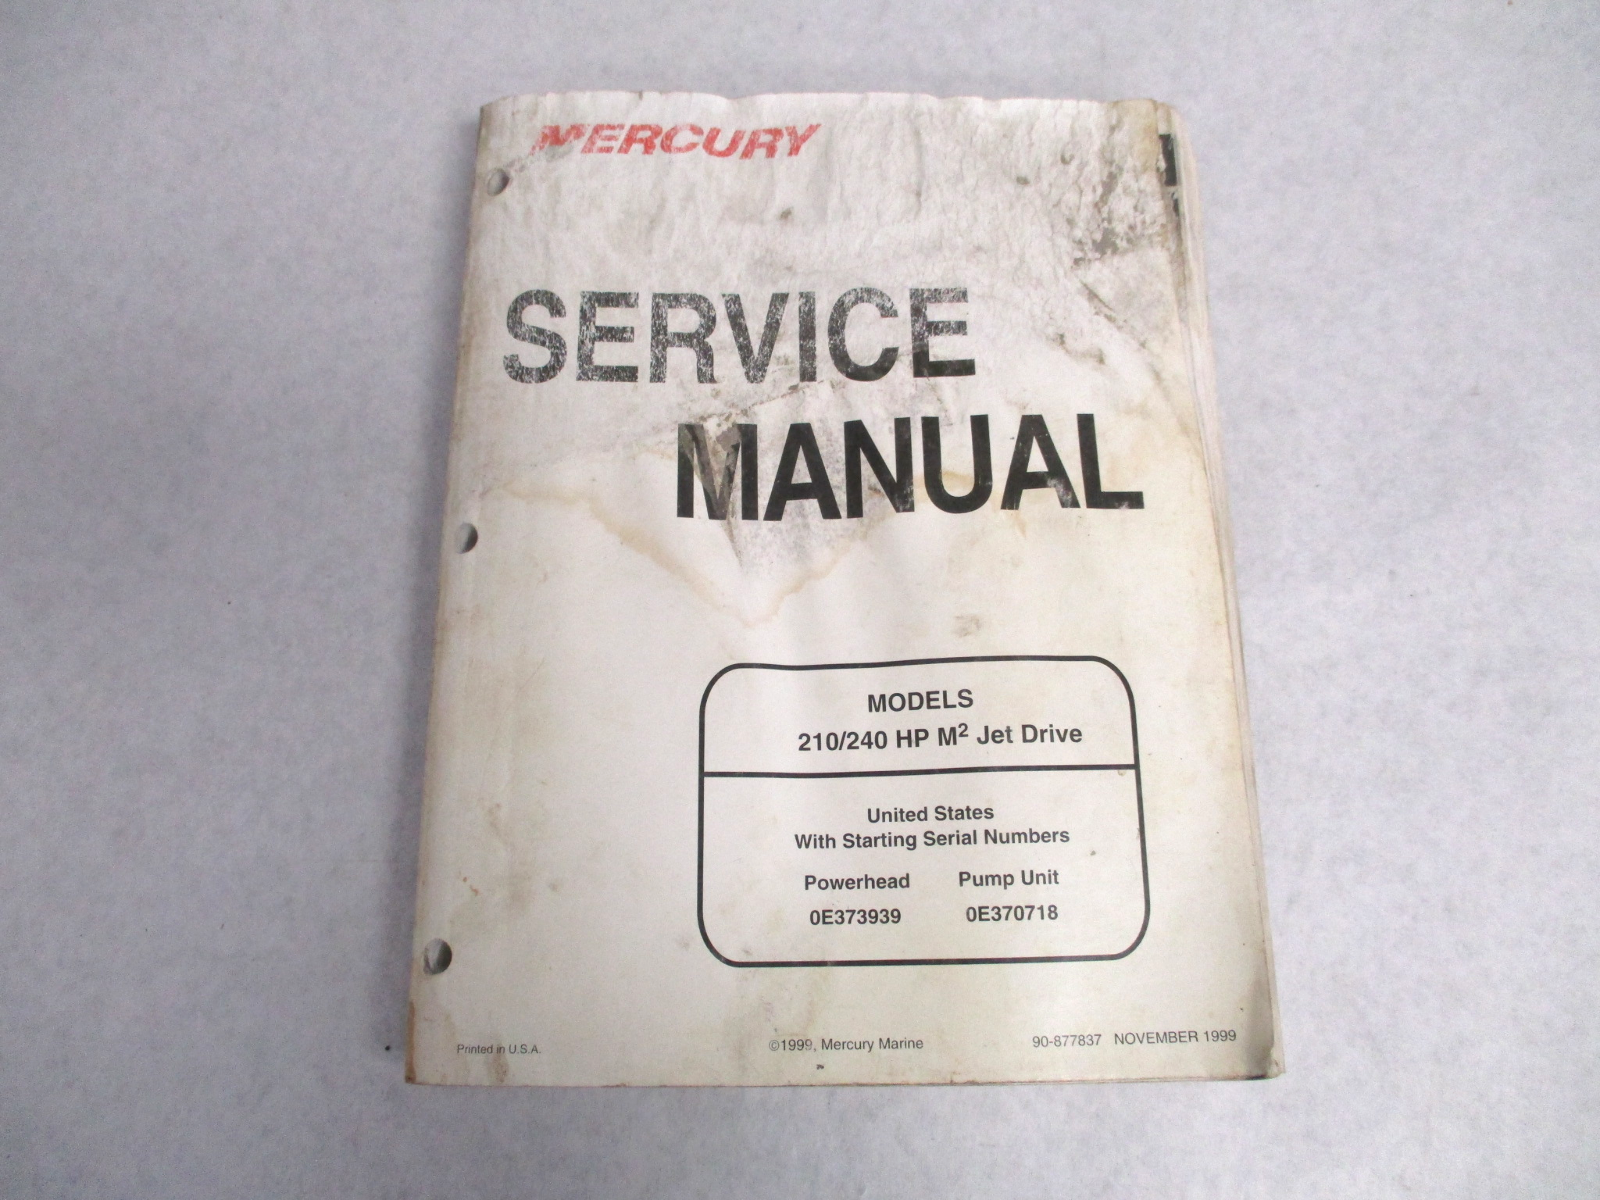 MERCURY
SERVICE
MANUAL
MODELS
210/240 HP M² Jet Drive
United States
With Starting Serial Numbers
Powerhead Pump Unit
0E373939 0E370718
Printed in U.S.A. ©1999, Mercury Marine 90-877837 NOVEMBER 1999